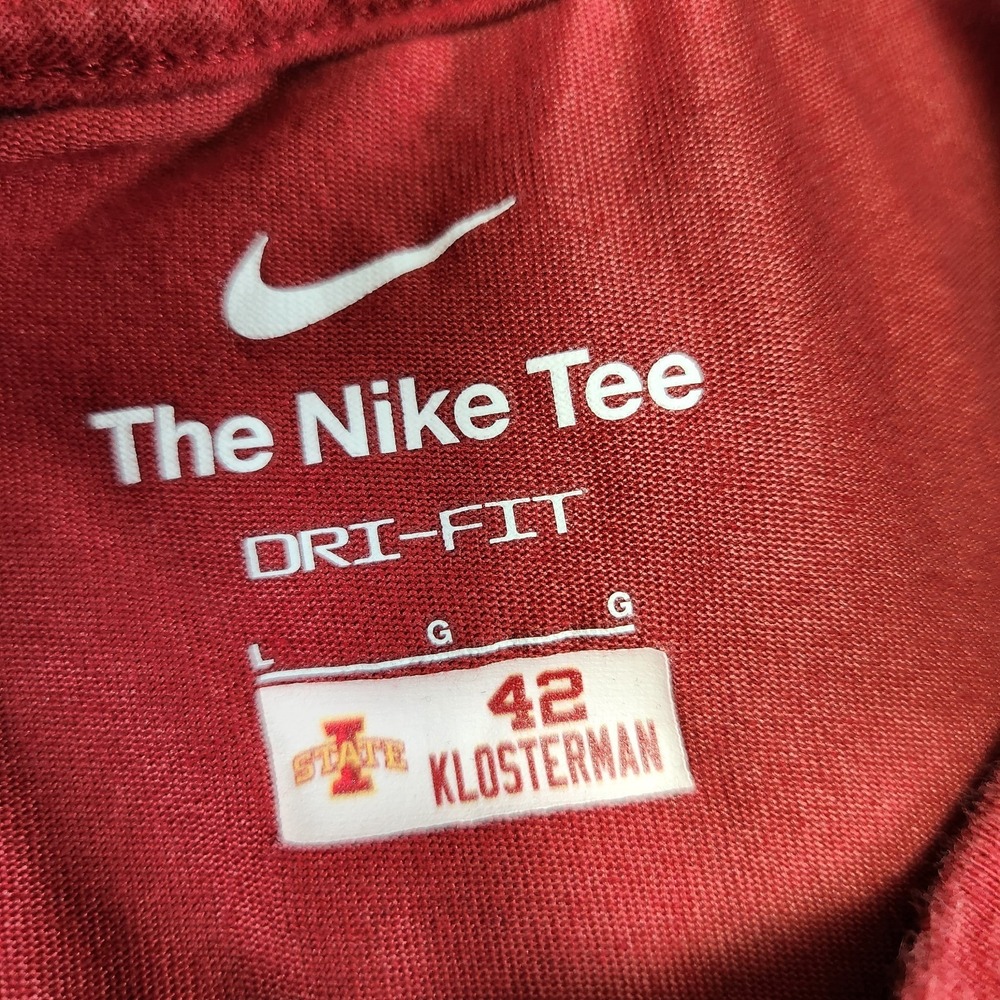 The Nike Tee
DRI-FIT
L G G
42
I STATE
KLOSTERMAN